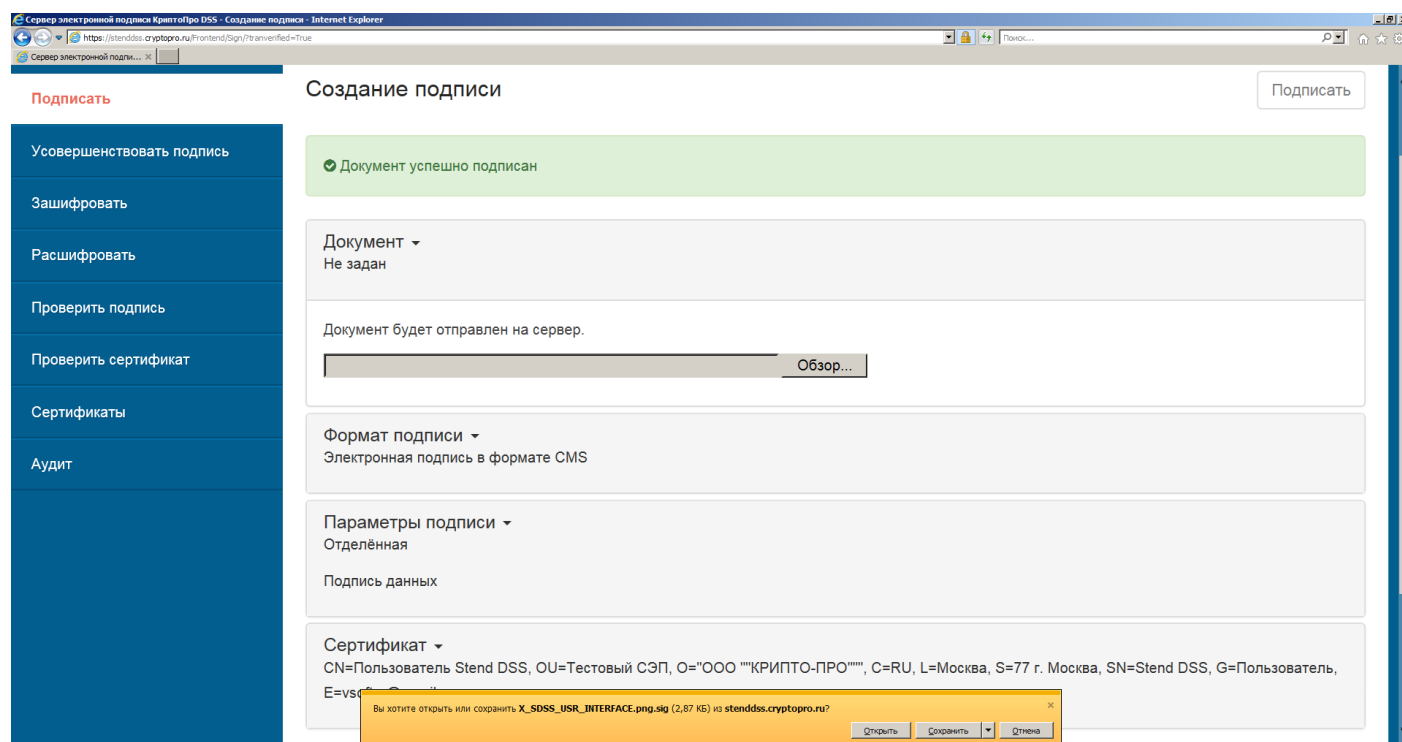 Сервер электронной подписи КриптоПро DSS - Создание подписи - Internet Explorer
https://stenddss.cryptopro.ru/Frontend/Sign/?tranverified=True
Поиск...
Сервер электронной подпи...
Подписать
Усовершенствовать подпись
Зашифровать
Расшифровать
Проверить подпись
Проверить сертификат
Сертификаты
Аудит
Создание подписи
Подписать
Документ успешно подписан
Документ
Не задан
Документ будет отправлен на сервер.
Обзор...
Формат подписи
Электронная подпись в формате CMS
Параметры подписи
Отделённая
Подпись данных
Сертификат
CN=Пользователь Stend DSS, OU=Тестовый СЭП, O="ООО ""КРИПТО-ПРО""", C=RU, L=Москва, S=77 г. Москва, SN=Stend DSS, G=Пользователь,
Вы хотите открыть или сохранить X_SDSS_USR_INTERFACE.png.sig (2,87 КБ) из stenddss.cryptopro.ru?
Открыть
Сохранить
Отмена